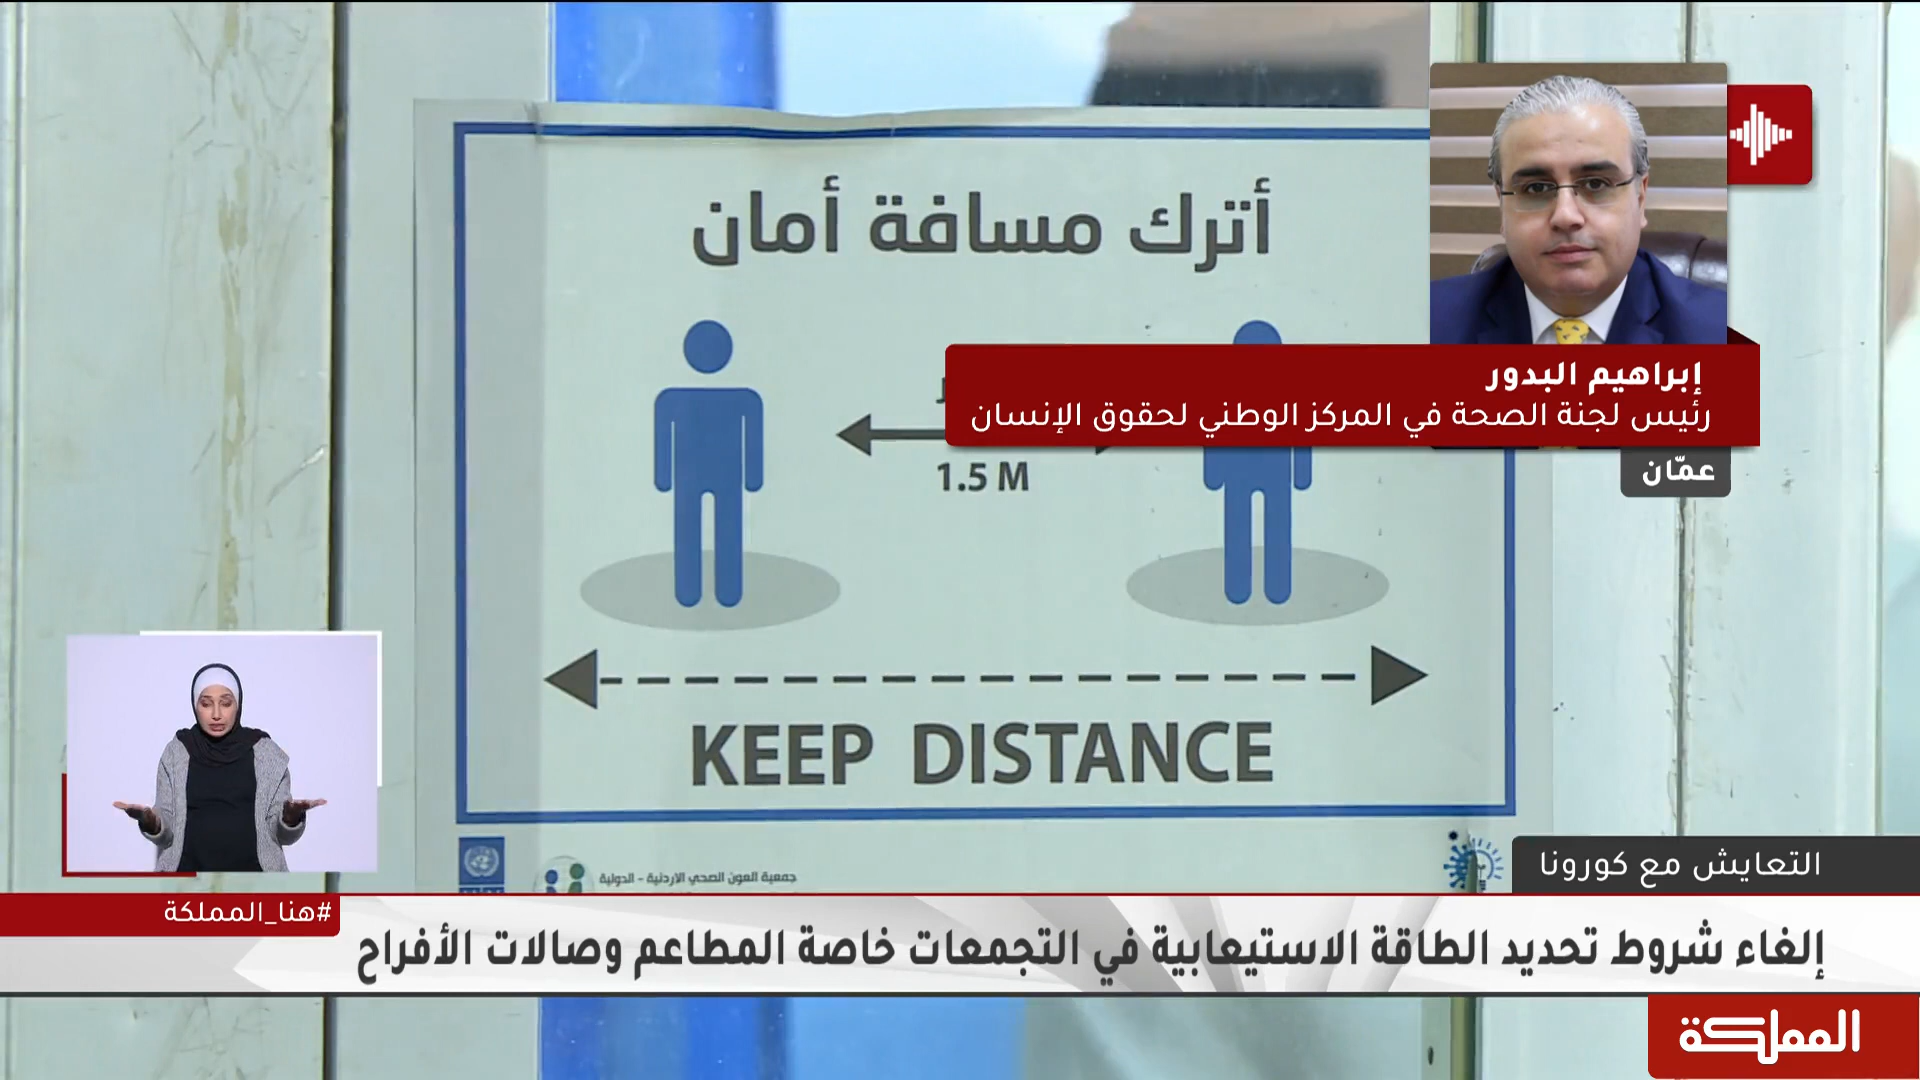 أترك مسافة أمان
1.5 M
KEEP DISTANCE
جمعية العون الصحي الاردنية - الدولية
إبراهيم البدور
رئيس لجنة الصحة في المركز الوطني لحقوق الإنسان
عمّان
التعايش مع كورونا
#هنا_المملكة
إلغاء شروط تحديد الطاقة الاستيعابية في التجمعات خاصة المطاعم وصالات الأفراح
المملكة